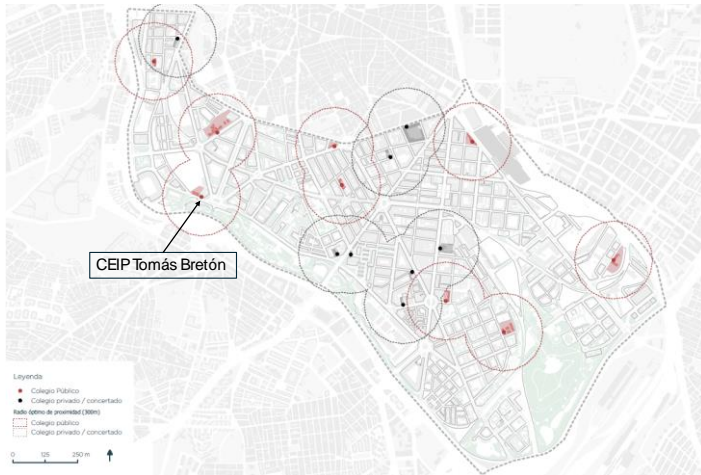 CEIP Tomás Bretón
Leyenda
Colegio Público
Colegio privado / concertado
Radio óptimo de proximidad (300m)
Colegio público
Colegio privado / concertado
0 125 250 m